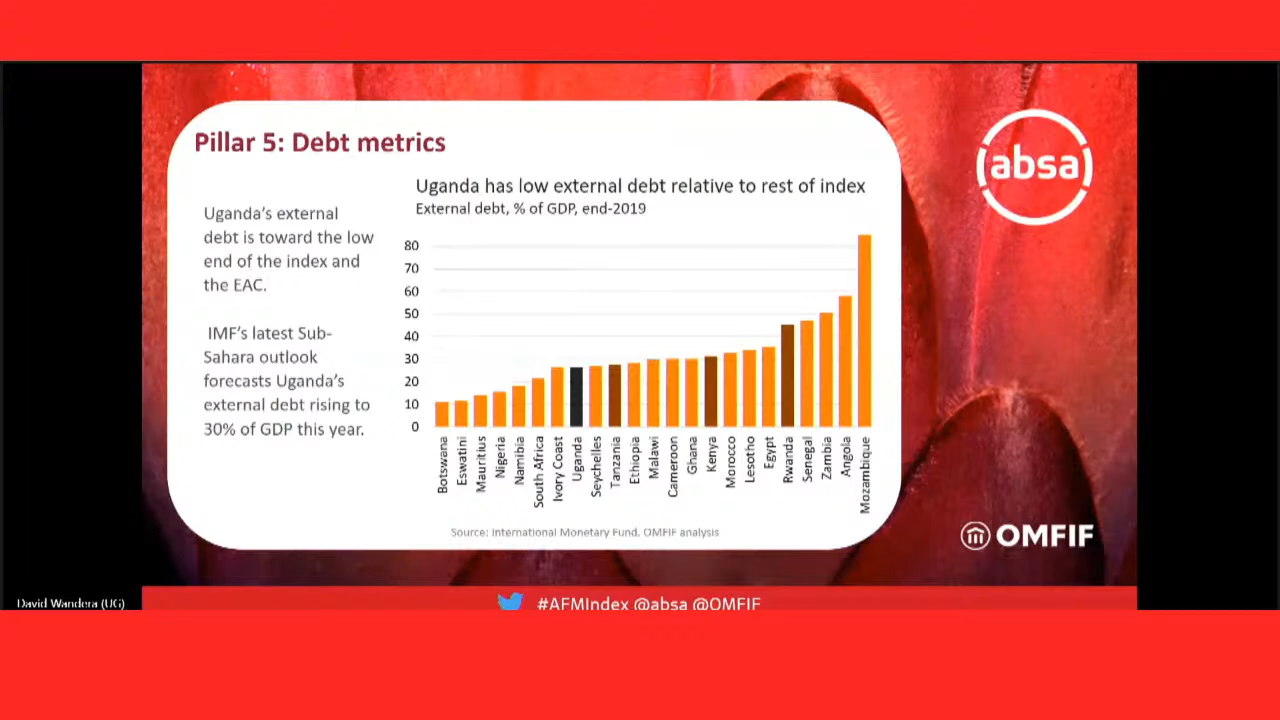 Pillar 5: Debt metrics
Uganda's external
debt is toward the low
end of the index and
the EAC.
IMF's latest Sub-
Sahara outlook
forecasts Uganda's
external debt rising to
30% of GDP this year.
Uganda has low external debt relative to rest of index
External debt, % of GDP, end-2019
80
70
60
50
40
30
20
10
0
Botswana
Eswatini
Mauritius
Nigeria
Namibia
South Africa
Ivory Coast
Uganda
Seychelles
Tanzania
Ethiopia
Malawi
Cameroon
Ghana
Kenya
Morocco
Lesotho
Egypt
Rwanda
Senegal
Zambia
Angola
Mozambique
Source: International Monetary Fund, OMFIF analysis
absa
OMFIF
David Wandera (UG)
#AFMIndex @absa @OMFIF